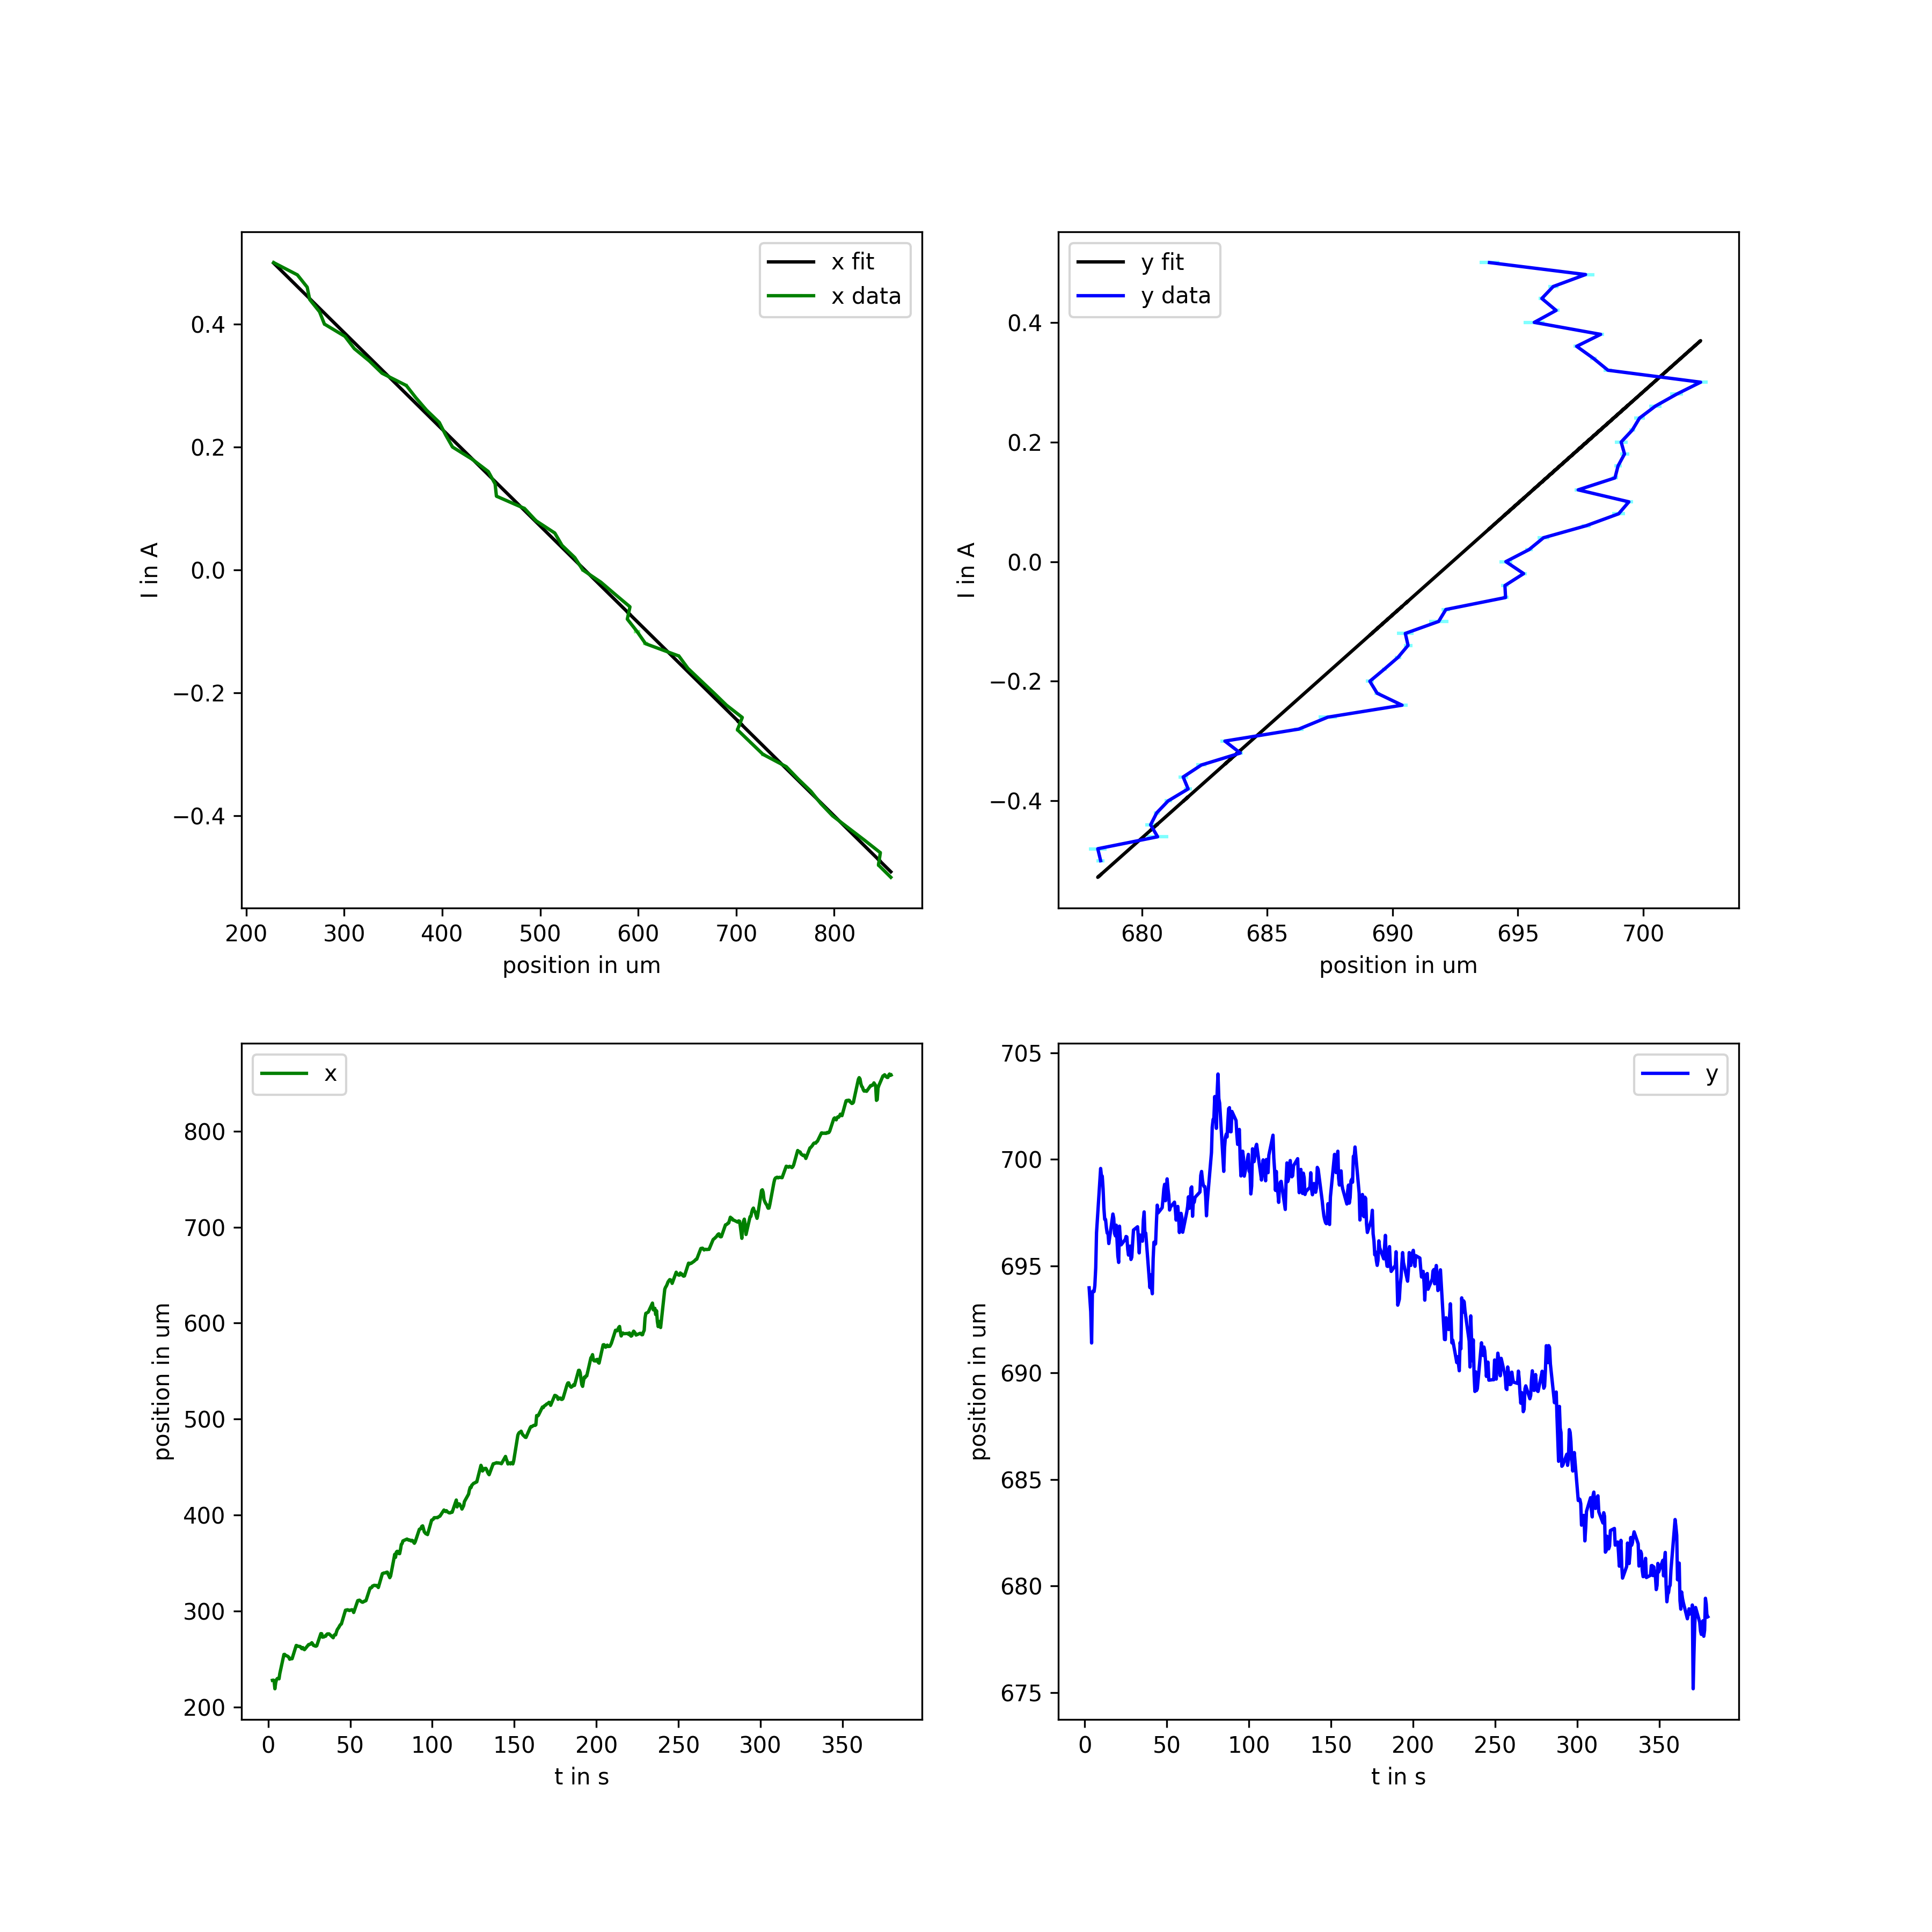 x fit
x data
0.4
0.2
0.0
−0.2
−0.4
I in A
200 300 400 500 600 700 800
position in um
y fit
y data
0.4
0.2
0.0
−0.2
−0.4
I in A
680 685 690 695 700
position in um
x
800
700
600
500
400
300
200
position in um
0 50 100 150 200 250 300 350
t in s
y
705
700
695
690
685
680
675
position in um
0 50 100 150 200 250 300 350
t in s